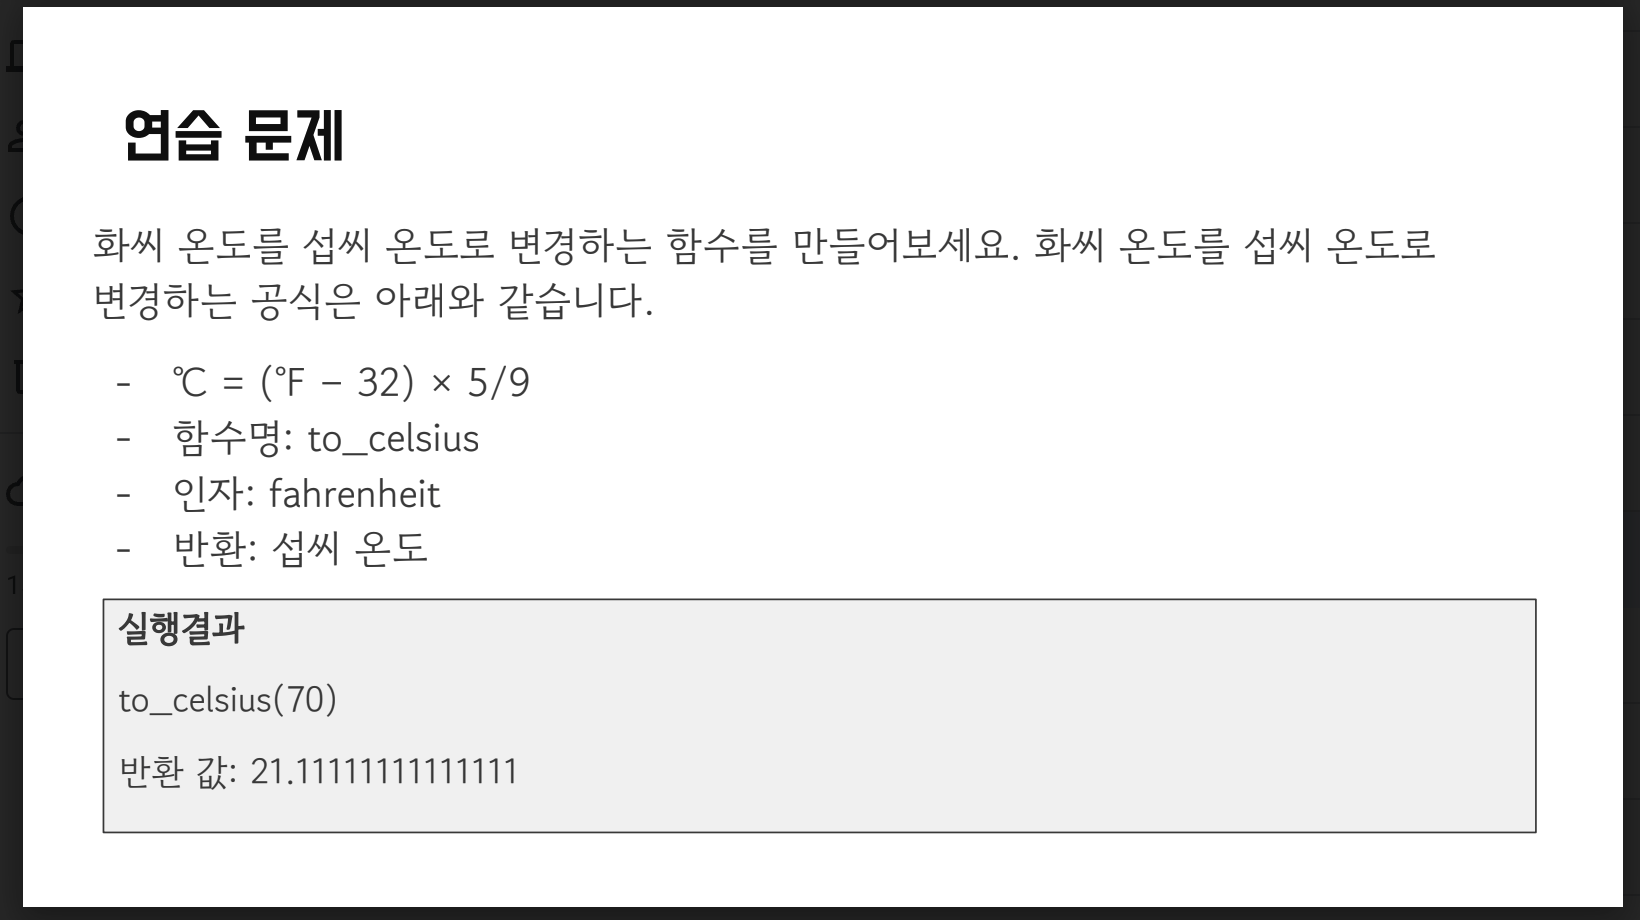 연습 문제
화씨 온도를 섭씨 온도로 변경하는 함수를 만들어보세요. 화씨 온도를 섭씨 온도로
변경하는 공식은 아래와 같습니다.
- ℃ = (℉ − 32) × 5/9
- 함수명: to_celsius
- 인자: fahrenheit
- 반환: 섭씨 온도
실행결과
to_celsius(70)
반환 값: 21.11111111111111